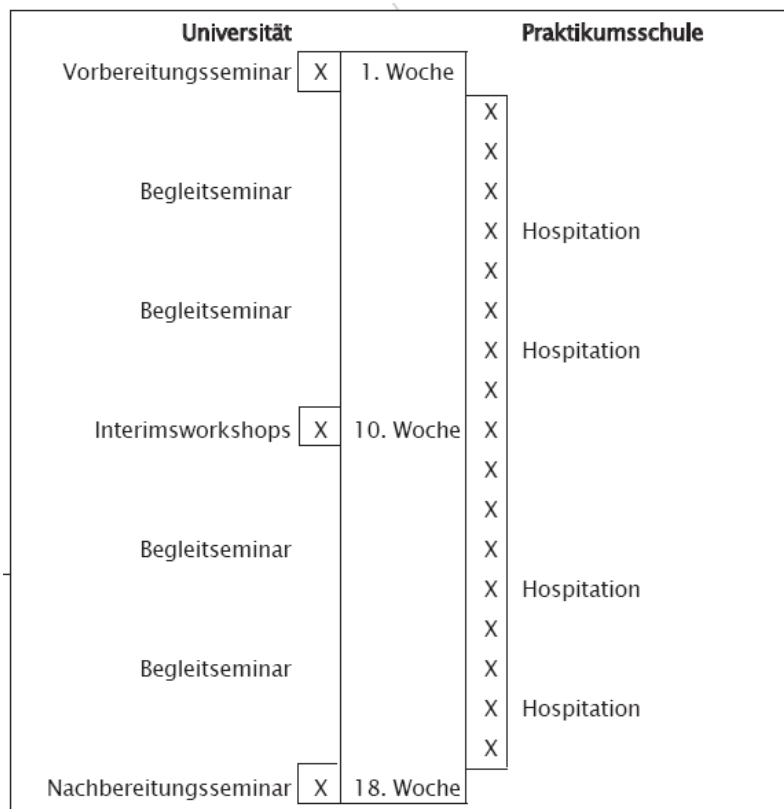 Universität Praktikumsschule
Vorbereitungsseminar X 1. Woche
X
X
Begleitseminar X
X Hospitation
X
Begleitseminar X
X Hospitation
X
Interimsworkshops X 10. Woche X
X
X
Begleitseminar X
X Hospitation
X
Begleitseminar X
X Hospitation
X
Nachbereitungsseminar X 18. Woche